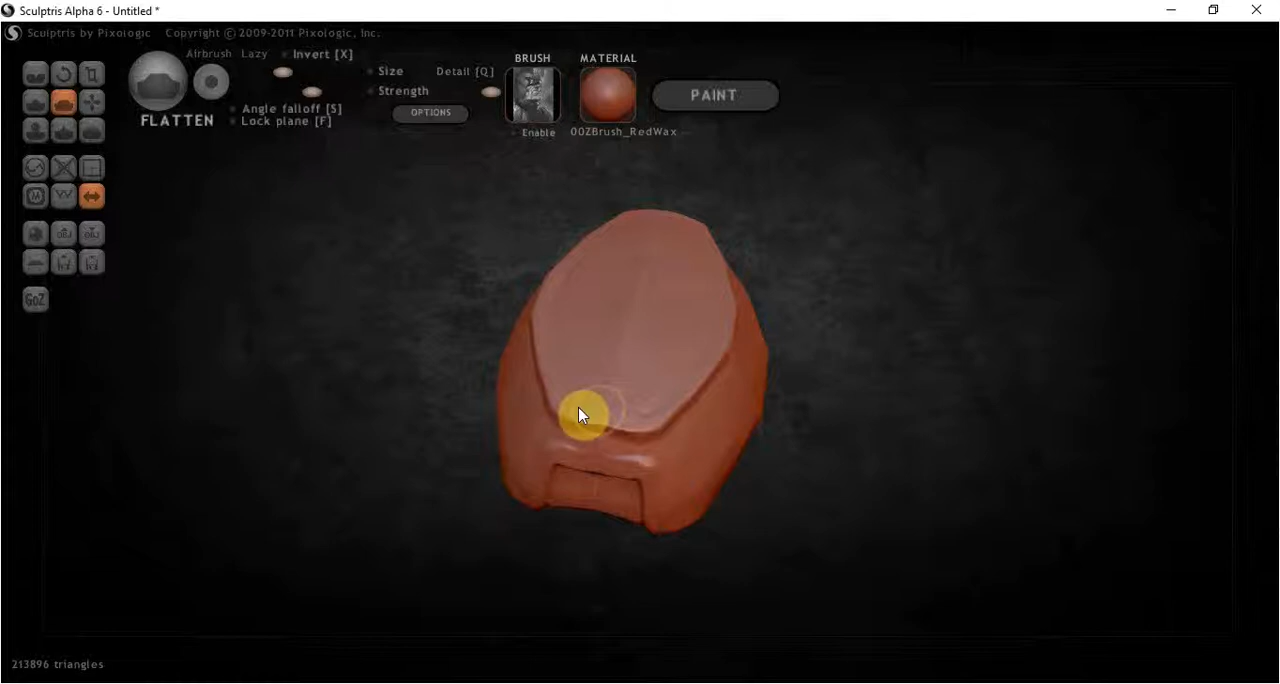 Sculptris Alpha 6 - Untitled *
Sculptris by Pixologic Copyright © 2009-2011 Pixologic, Inc.
Airbrush Lazy Invert [X]
BRUSH MATERIAL
Size Detail [Q]
Strength
PAINT
Angle falloff [S]
OPTIONS
FLATTEN Lock plane [F]
Enable 00ZBrush_RedWax
GoZ
213896 triangles